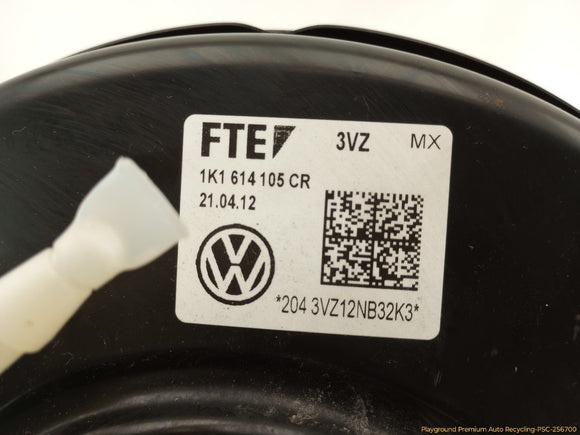 FTE 3VZ MX
1K1 614 105 CR
21.04.12
*204 3VZ12NB32K3*
Playground Premium Auto Recycling-PSC-256700